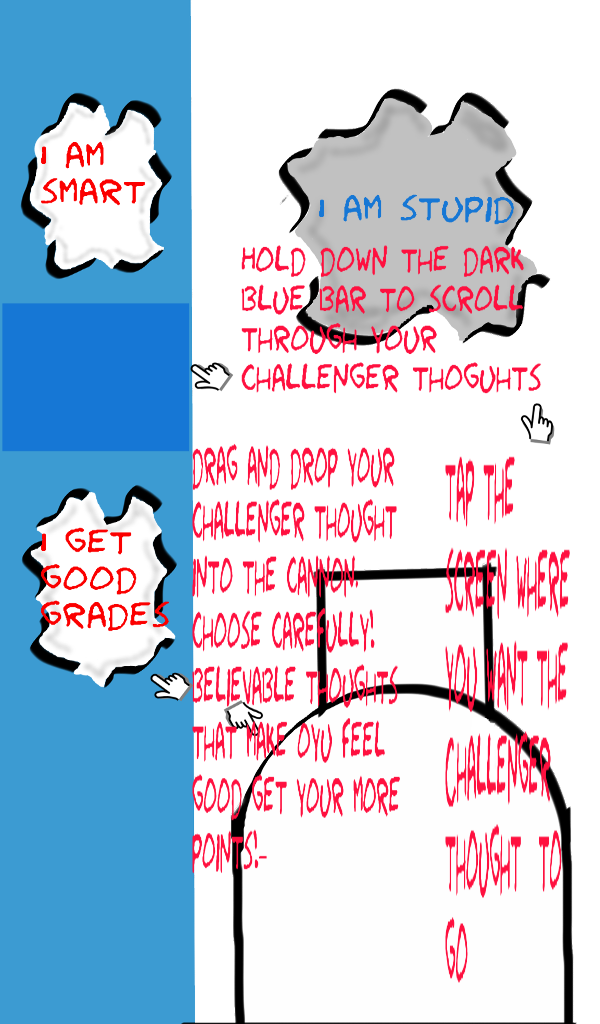 I AM
SMART
I AM STUPID
HOLD DOWN THE DARK
BLUE BAR TO SCROLL
THROUGH YOUR
CHALLENGER THOGUHTS
I GET
GOOD
GRADES
DRAG AND DROP YOUR
CHALLENGER THOUGHT
INTO THE CANNON.
CHOOSE CAREFULLY!
BELIEVABLE THOUGHTS
THAT MAKE OYU FEEL
GOOD GET YOUR MORE
POINTS!-
TAP THE
SCREEN WHERE
YOU WANT THE
CHALLENGER
THOUGHT TO
GO